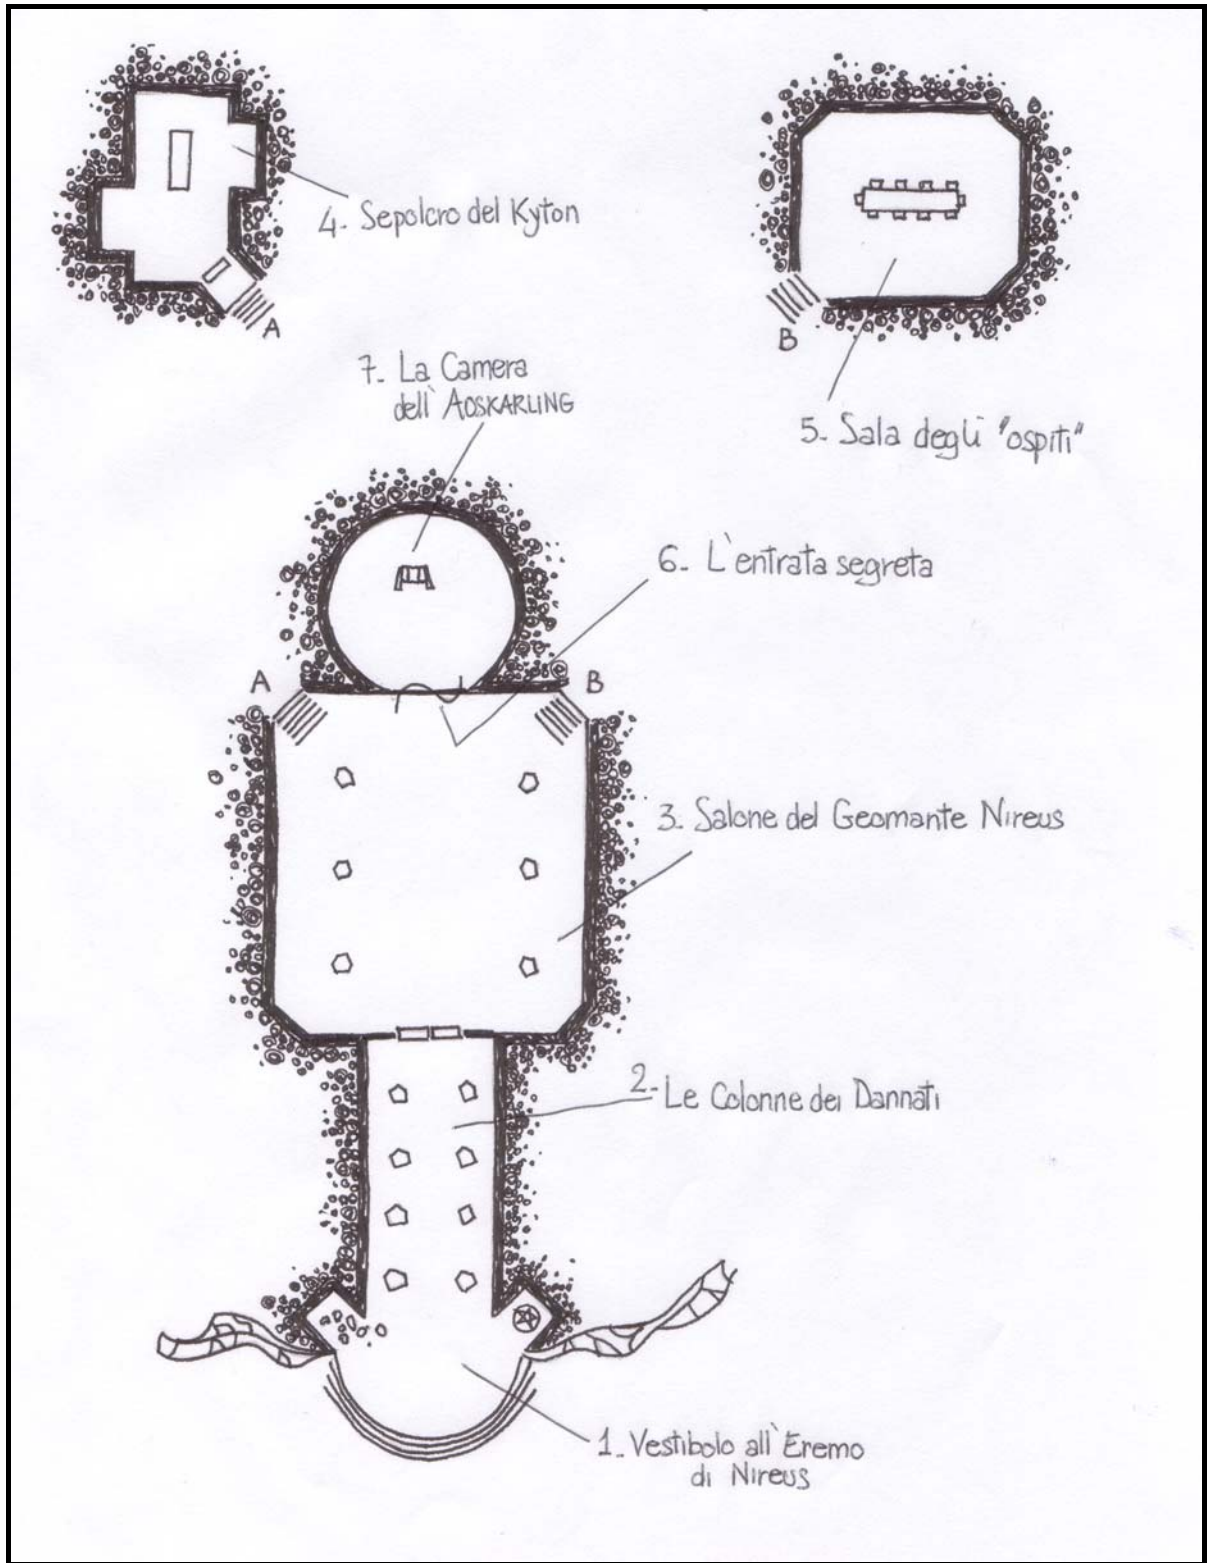 4- Sepolcro del Kyton
A
B
5- Sala degli "ospiti"
7- La Camera
dell' AOSKARLING
6- L'entrata segreta
A
B
3- Salone del Geomante Nireus
2- Le Colonne dei Dannati
1- Vestibolo all'Eremo
di Nireus